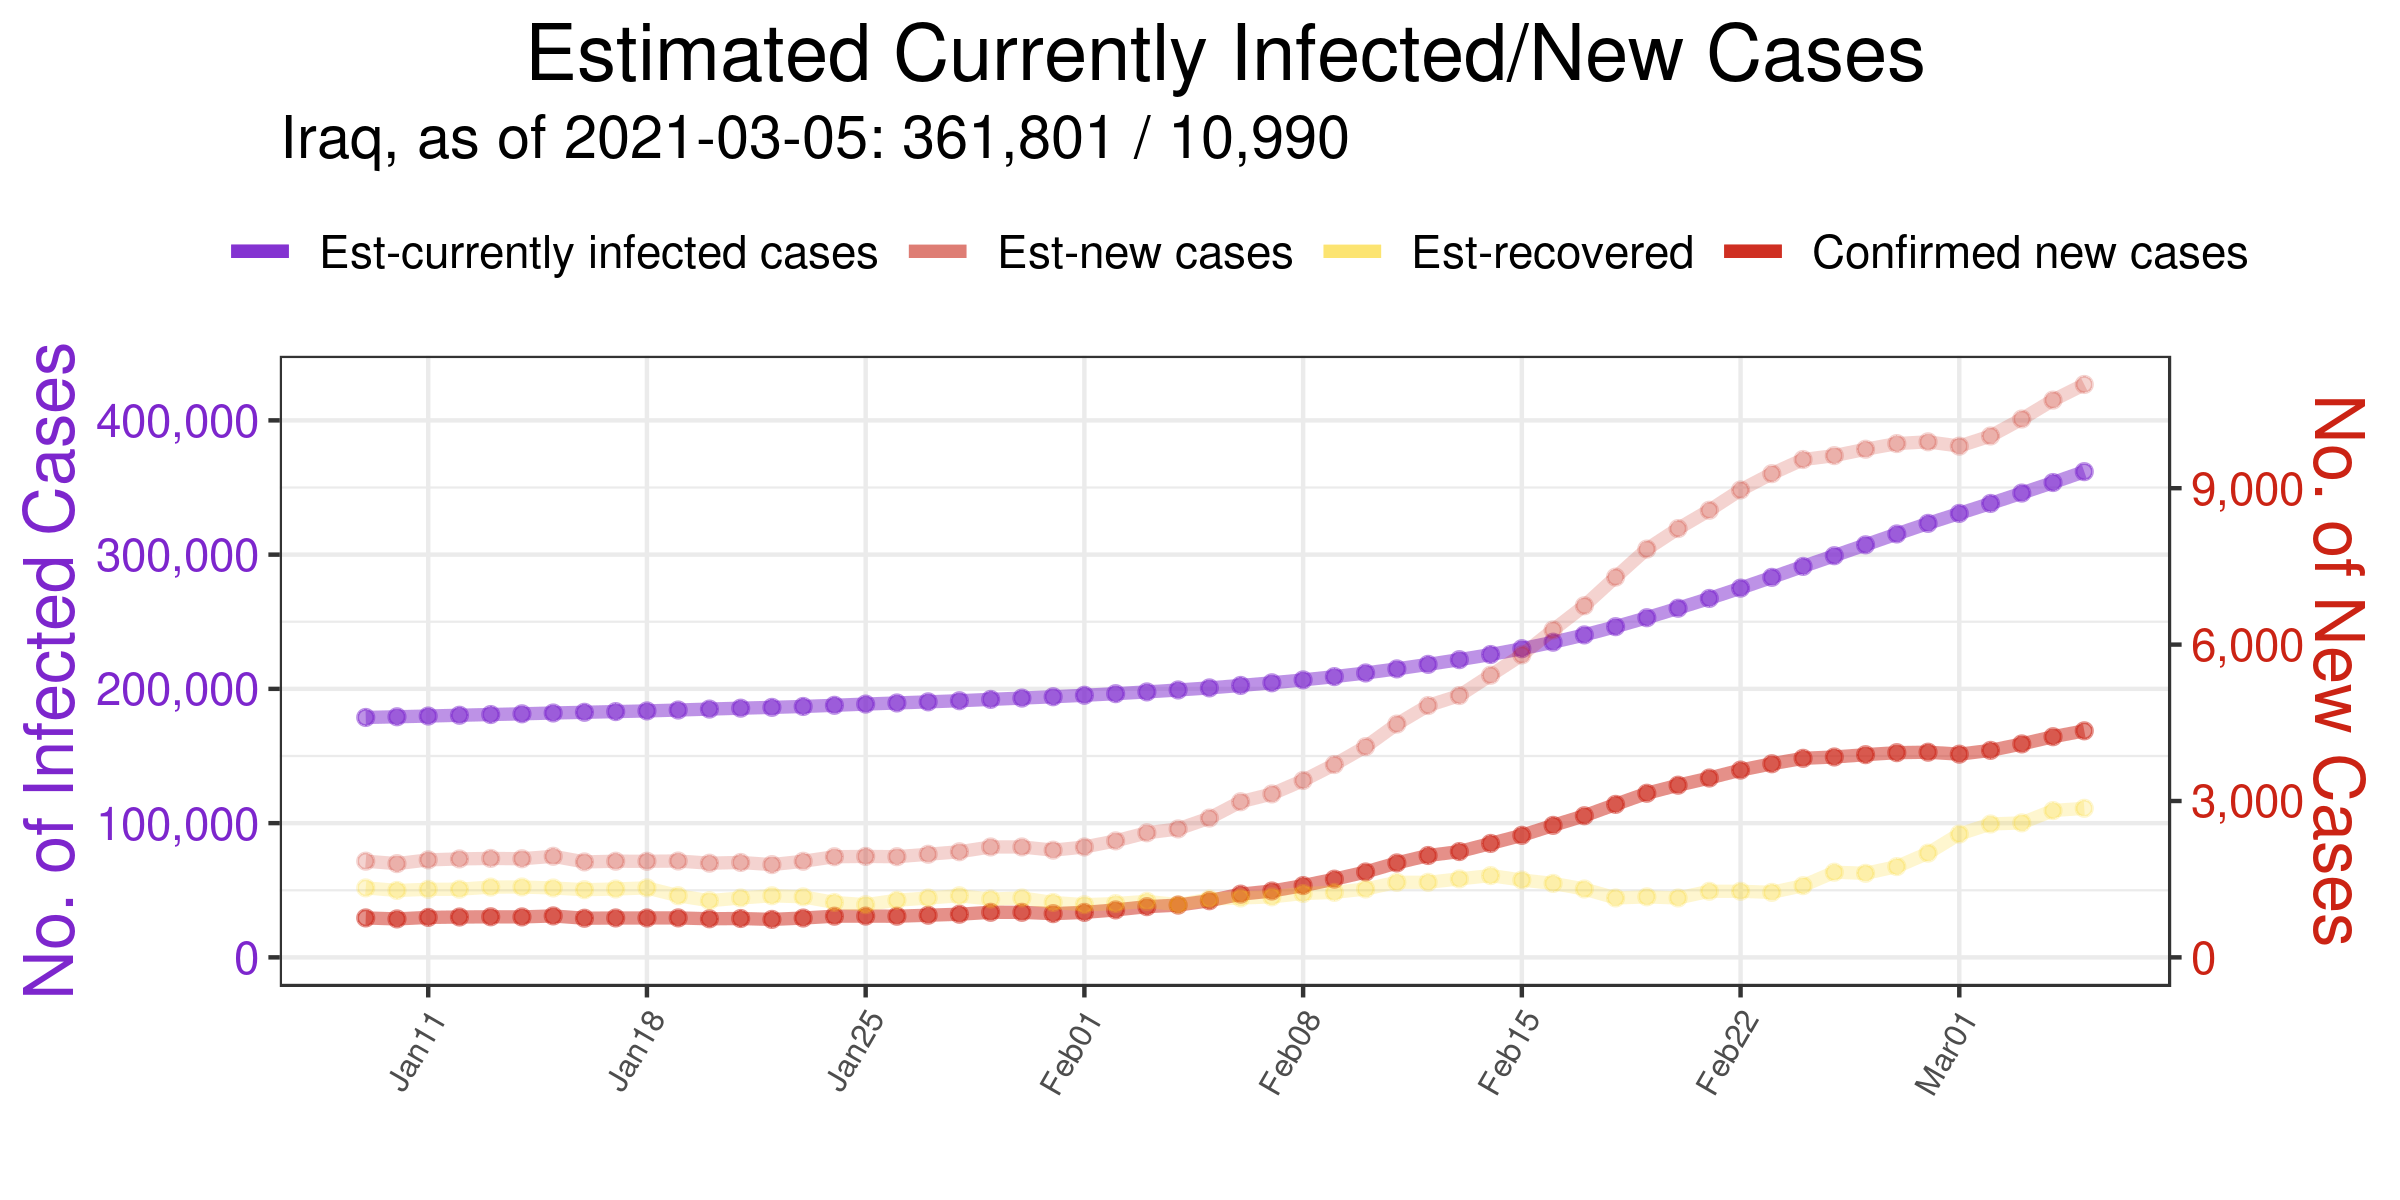 Estimated Currently Infected/New Cases
Iraq, as of 2021-03-05: 361,801 / 10,990
Est-currently infected cases Est-new cases Est-recovered Confirmed new cases
No. of Infected Cases
400,000
300,000
200,000
100,000
0
No. of New Cases
9,000
6,000
3,000
0
Jan11 Jan18 Jan25 Feb01 Feb08 Feb15 Feb22 Mar01